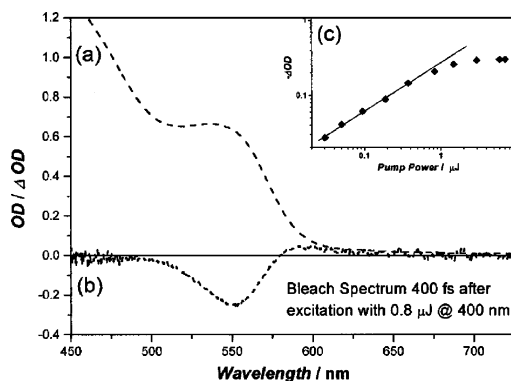 1.2
1.0
0.8
0.6
0.4
0.2
0.0
-0.2
-0.4
OD / Δ OD
(a)
(b)
(c)
-ΔOD
1
0.1
0.1
1
Pump Power / μJ
Bleach Spectrum 400 fs after
excitation with 0.8 μJ @ 400 nm
450
500
550
600
650
700
Wavelength / nm